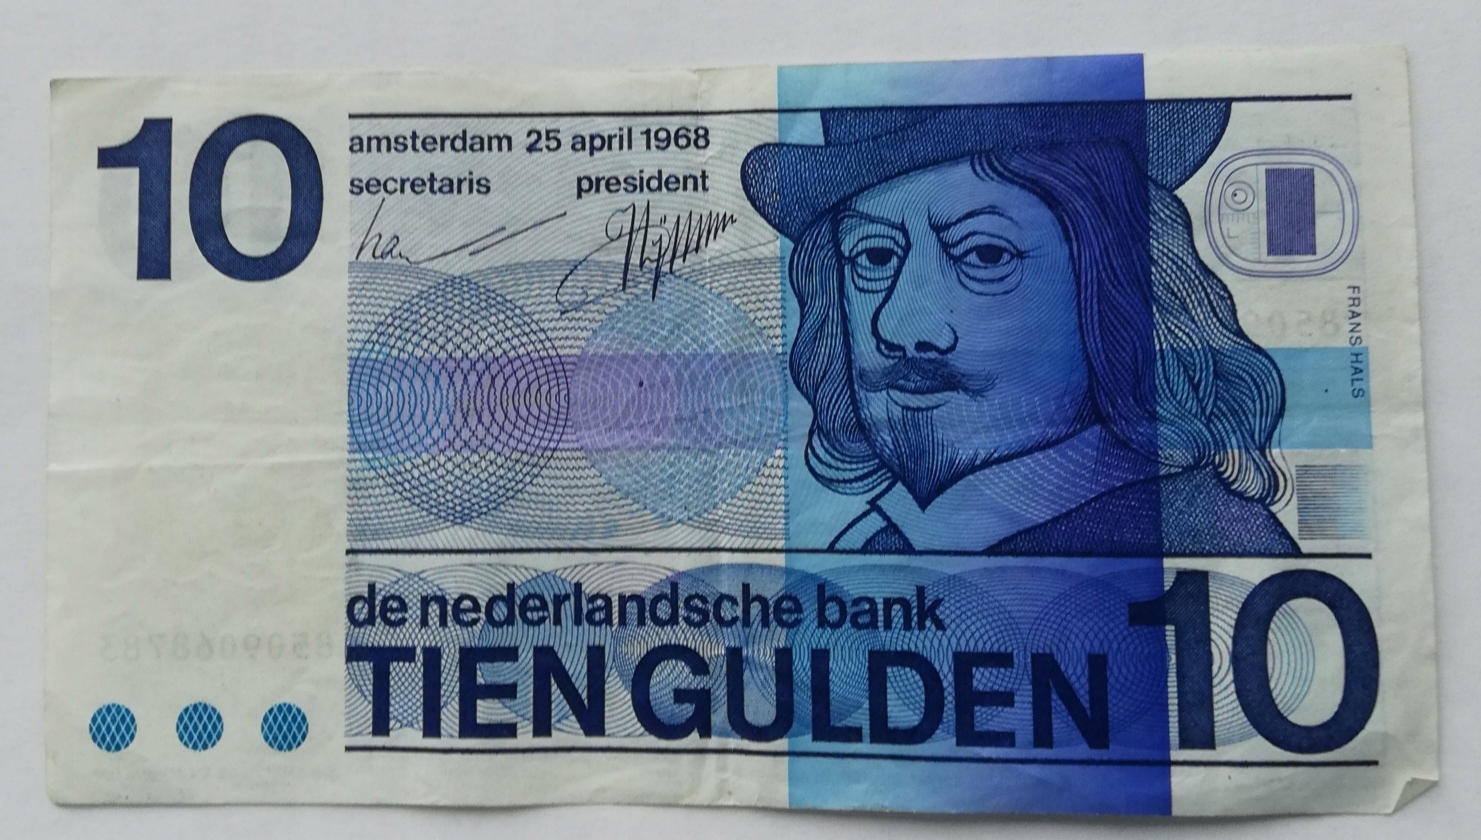 10
amsterdam 25 april 1968
secretaris president
FRANS HALS
de nederlandsche bank
TIEN GULDEN
10